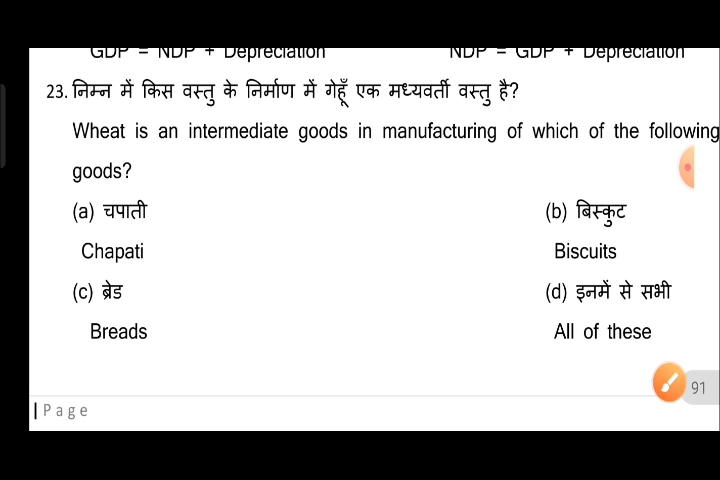 GDP = NDP + Depreciation NDP = GDP + Depreciation
23. निम्न में किस वस्तु के निर्माण में गेहूँ एक मध्यवर्ती वस्तु है?
Wheat is an intermediate goods in manufacturing of which of the following
goods?
(a) चपाती (b) बिस्कुट
Chapati Biscuits
(c) ब्रेड (d) इनमें से सभी
Breads All of these
91
| Page